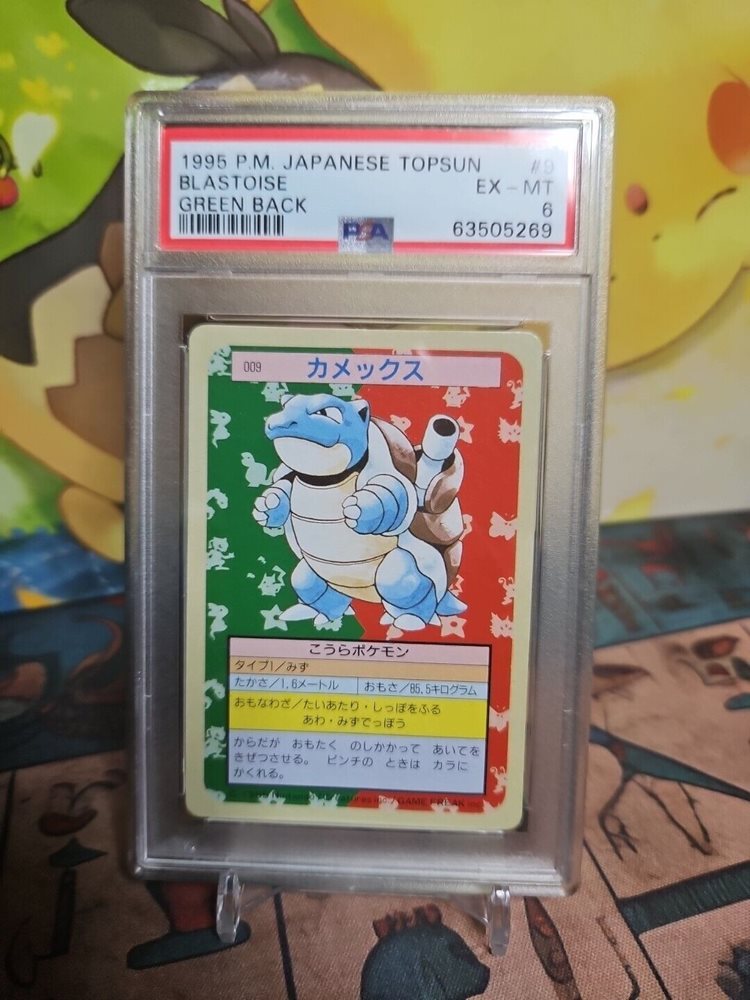 1995 P.M. JAPANESE TOPSUN #9
BLASTOISE EX - MT
GREEN BACK 6
PSA 63505269
009 カメックス
こうらポケモン
タイプ1/みず
たかさ/1.6メートル おもさ/85.5キログラム
おもなわざ/たいあたり・しっぽをふる
あわ・みずでっぽう
からだが おもたく のしかかって あいてを
きぜつさせる。 ピンチの ときは カラに
かくれる。
GAME FREAK inc.